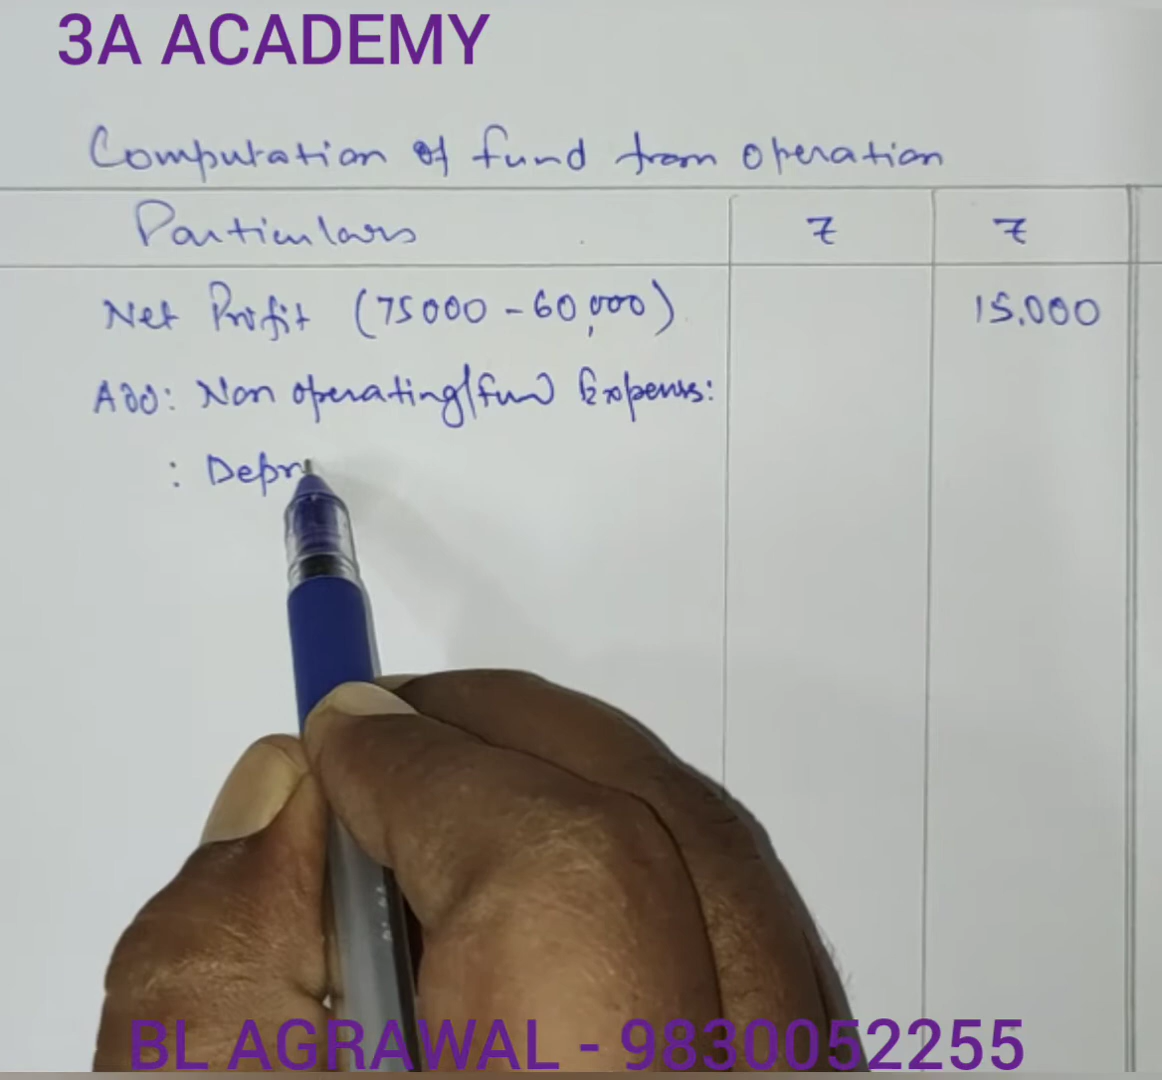 3A ACADEMY
Computation of fund from operation
Particulars ₹ ₹
Net Profit (75000 - 60,000) 15,000
Add: Non operating/fund Expenses:
: Depr
BL AGRAWAL - 9830052255